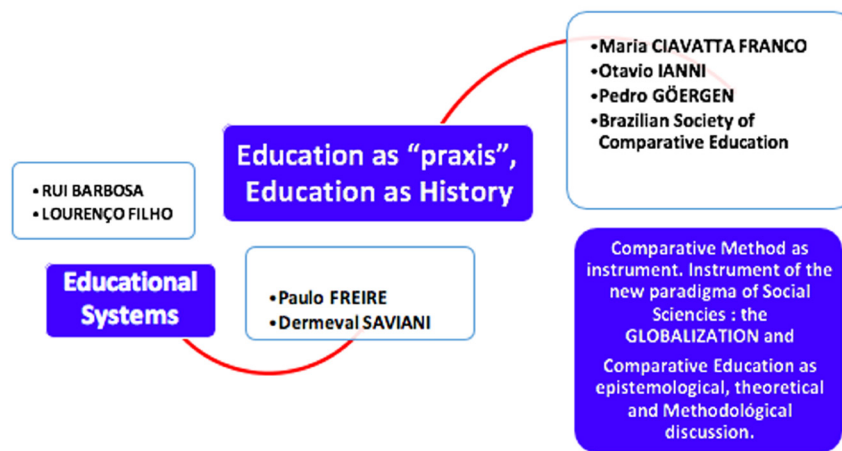 • RUI BARBOSA
• LOURENÇO FILHO
Educational
Systems
Education as “praxis”,
Education as History
• Paulo FREIRE
• Dermeval SAVIANI
• Maria CIAVATTA FRANCO
• Otavio IANNI
• Pedro GÖERGEN
• Brazilian Society of
Comparative Education
Comparative Method as
instrument. Instrument of the
new paradigm of Social
Sciencies : the
GLOBALIZATION and
Comparative Education as
epistemological, theoretical
and Methodológical
discussion.